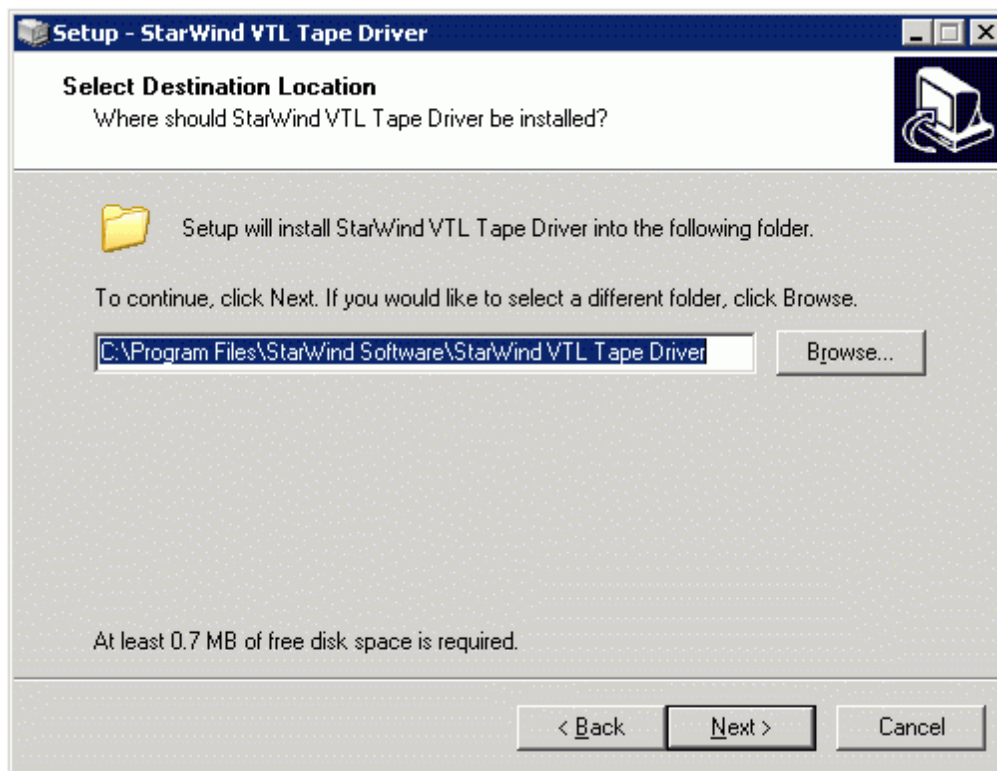 Setup - StarWind VTL Tape Driver
Select Destination Location
Where should StarWind VTL Tape Driver be installed?
Setup will install StarWind VTL Tape Driver into the following folder.
To continue, click Next. If you would like to select a different folder, click Browse.
C:\Program Files\StarWind Software\StarWind VTL Tape Driver
Browse...
At least 0.7 MB of free disk space is required.
< Back
Next >
Cancel